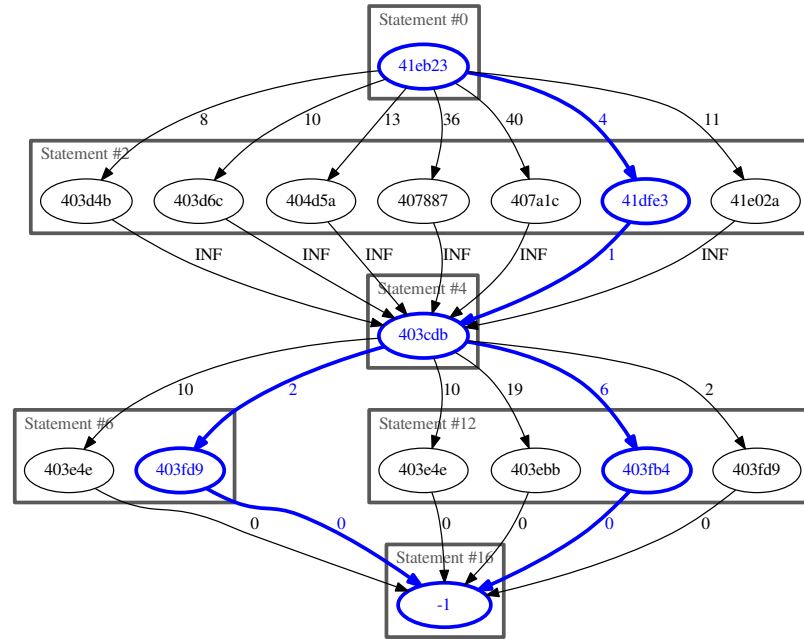 Statement #0
41eb23
8 10 13 36 40 4 11
Statement #2
403d4b 403d6c 404d5a 407887 407a1c 41dfe3 41e02a
INF INF INF INF INF 1 INF
Statement #4
403cdb
10 2 10 19 6 2
Statement #6 Statement #12
403e4e 403fd9 403e4e 403ebb 403fb4 403fd9
0 0 0 0 0 0
Statement #16
-1